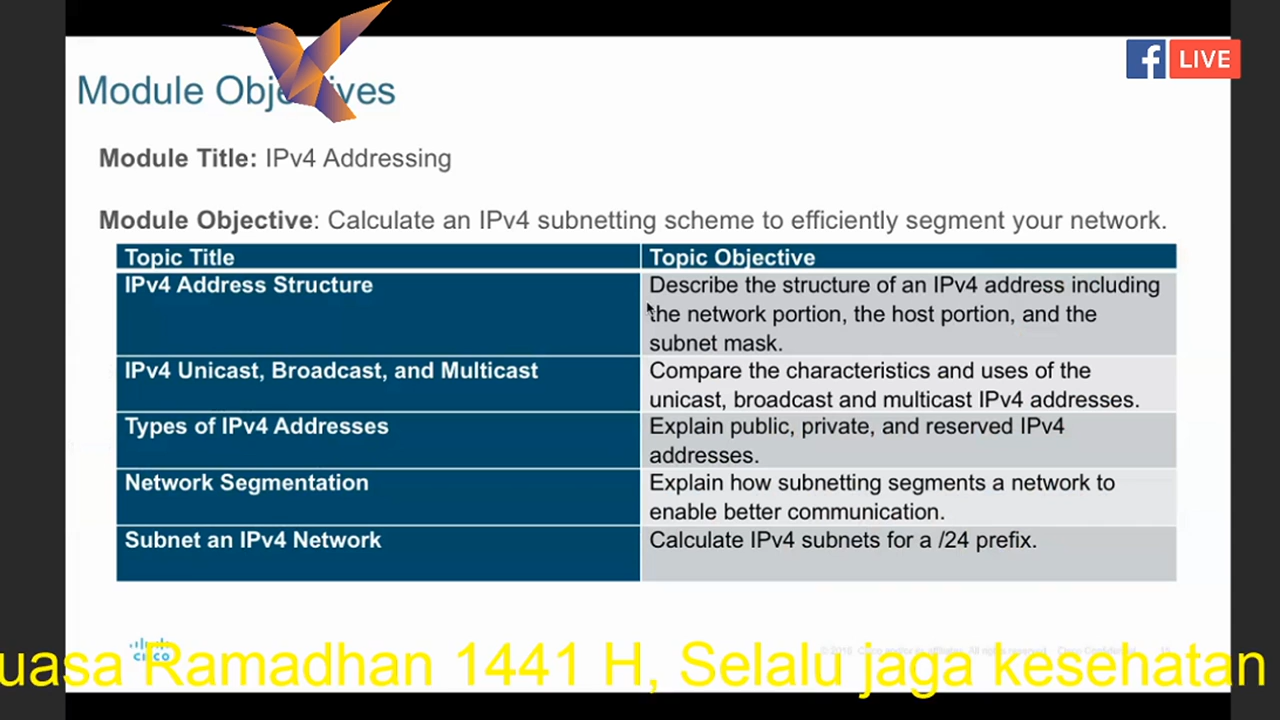 LIVE
Module Objectives
Module Title: IPv4 Addressing
Module Objective: Calculate an IPv4 subnetting scheme to efficiently segment your network.
Topic Title
Topic Objective
IPv4 Address Structure
Describe the structure of an IPv4 address including
the network portion, the host portion, and the
subnet mask.
IPv4 Unicast, Broadcast, and Multicast
Compare the characteristics and uses of the
unicast, broadcast and multicast IPv4 addresses.
Types of IPv4 Addresses
Explain public, private, and reserved IPv4
addresses.
Network Segmentation
Explain how subnetting segments a network to
enable better communication.
Subnet an IPv4 Network
Calculate IPv4 subnets for a /24 prefix.
CISCO
uasa Ramadhan 1441 H, Selalu jaga kesehatan